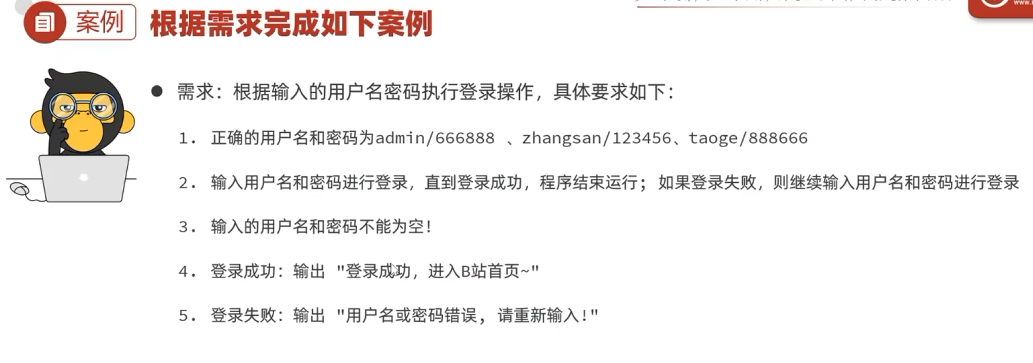 案例
根据需求完成如下案例
● 需求：根据输入的用户名密码执行登录操作，具体要求如下：
1. 正确的用户名和密码为admin/666888 、zhangsan/123456、taoge/888666
2. 输入用户名和密码进行登录，直到登录成功，程序结束运行；如果登录失败，则继续输入用户名和密码进行登录
3. 输入的用户名和密码不能为空！
4. 登录成功：输出 "登录成功，进入B站首页~"
5. 登录失败：输出 "用户名或密码错误，请重新输入!"